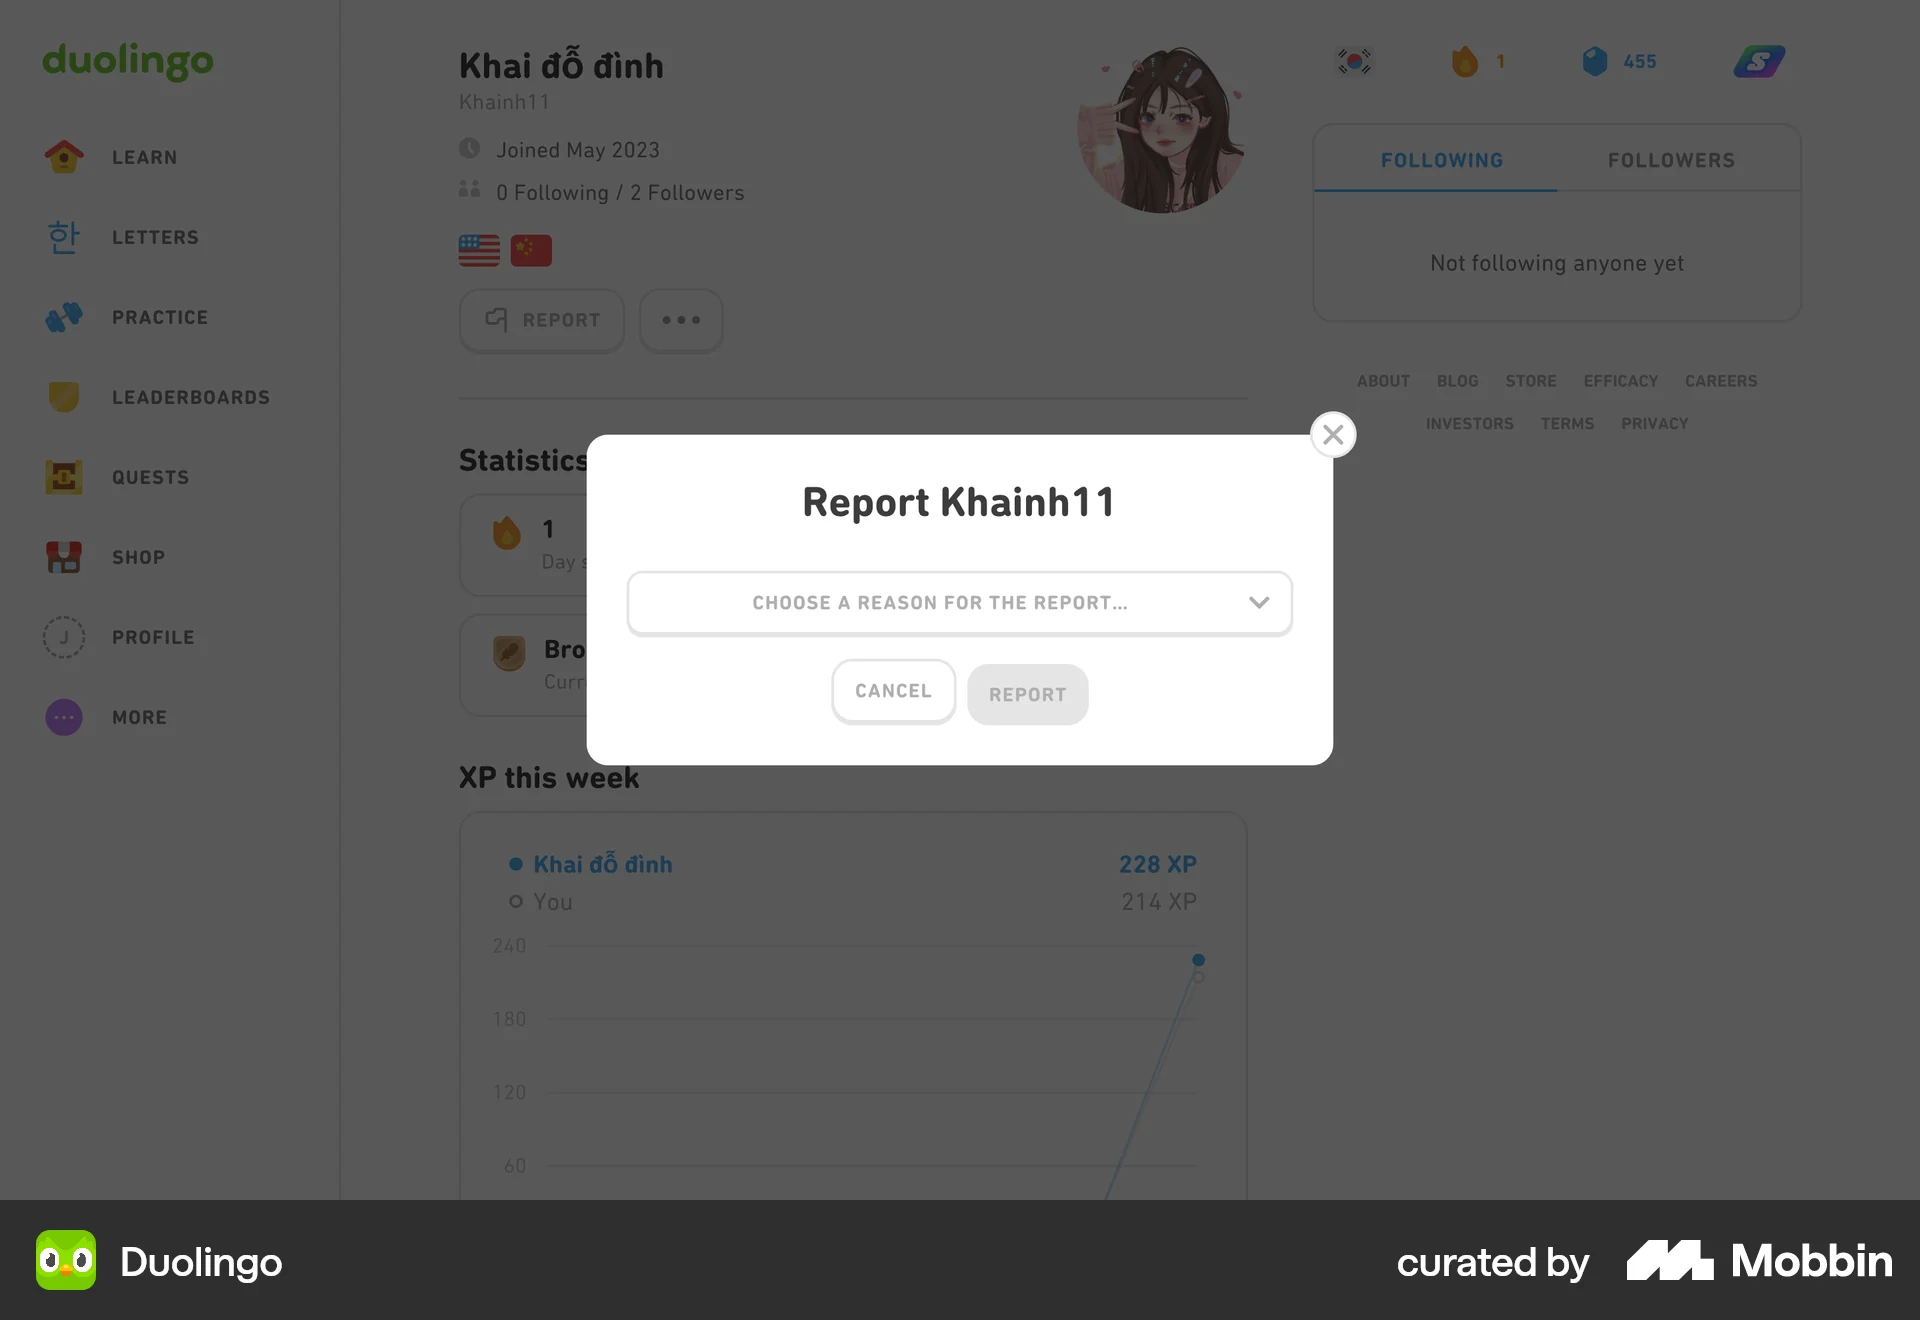 duolingo
LEARN
한
LETTERS
PRACTICE
LEADERBOARDS
QUESTS
SHOP
J
PROFILE
MORE
Khai đỗ đình
Khainh11
Joined May 2023
0 Following / 2 Followers
REPORT
1
455
S
FOLLOWING
FOLLOWERS
Not following anyone yet
ABOUT BLOG STORE EFFICACY CAREERS
INVESTORS TERMS PRIVACY
Statistics
1
Day s
Bro
Curr
Report Khainh11
CHOOSE A REASON FOR THE REPORT...
CANCEL
REPORT
XP this week
Khai đỗ đình 228 XP
You 214 XP
240
180
120
60
Duolingo
curated by Mobbin